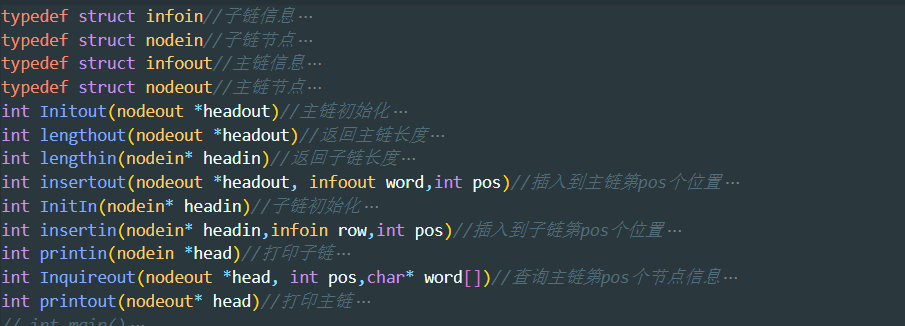 typedef struct infoin//子链信息…
typedef struct nodein//子链节点…
typedef struct infoout//主链信息…
typedef struct nodeout//主链节点…
int Initout(nodeout *headout)//主链初始化…
int lengthout(nodeout *headout)//返回主链长度…
int lengthin(nodein* headin)//返回子链长度…
int insertout(nodeout *headout, infoout word,int pos)//插入到主链第pos个位置…
int InitIn(nodein* headin)//子链初始化…
int insertin(nodein* headin,infoin row,int pos)//插入到子链第pos个位置…
int printin(nodein *head)//打印子链…
int Inquireout(nodeout *head, int pos,char* word[])//查询主链第pos个节点信息…
int printout(nodeout* head)//打印主链…
// int main()…